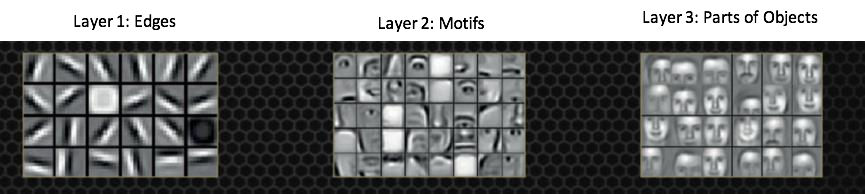 Layer 1: Edges
Layer 2: Motifs
Layer 3: Parts of Objects